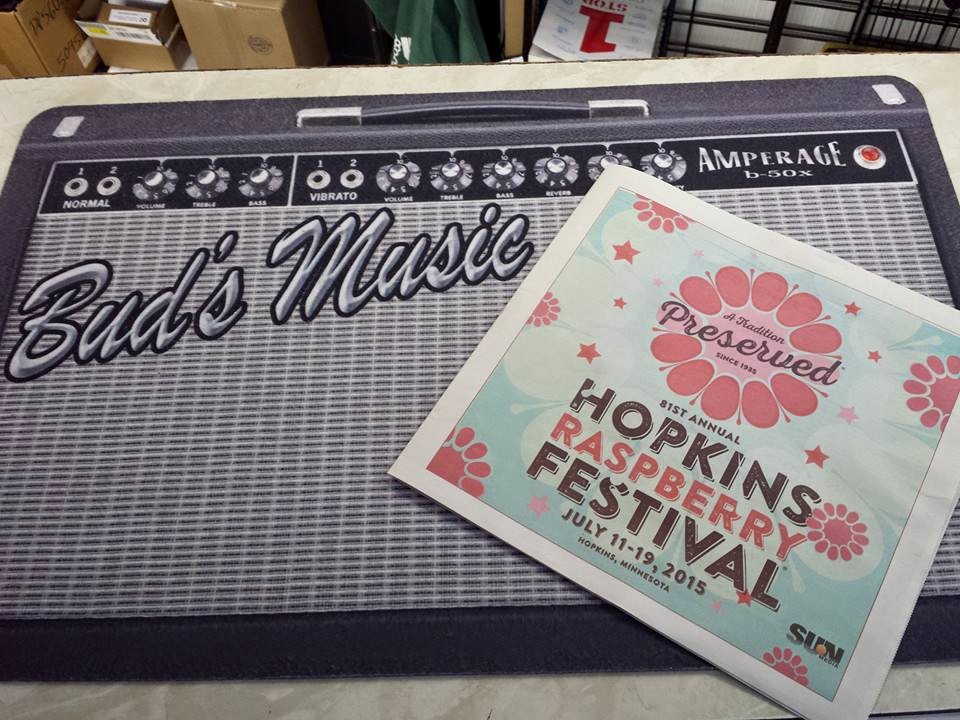 1 2
NORMAL
VOLUME TREBLE BASS
1 2
VIBRATO
VOLUME TREBLE BASS REVERB
AMPERAGE
b-50x
Bud's Music
A Tradition
Preserved
SINCE 1935
81ST ANNUAL
HOPKINS
RASPBERRY
FESTIVAL
JULY 11-19, 2015
HOPKINS, MINNESOTA
SUN
MEDIA